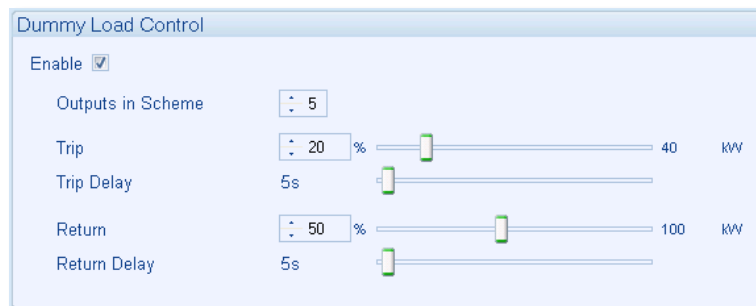 Dummy Load Control
Enable
Outputs in Scheme 5
Trip 20 % 40 kW
Trip Delay 5s
Return 50 % 100 kW
Return Delay 5s